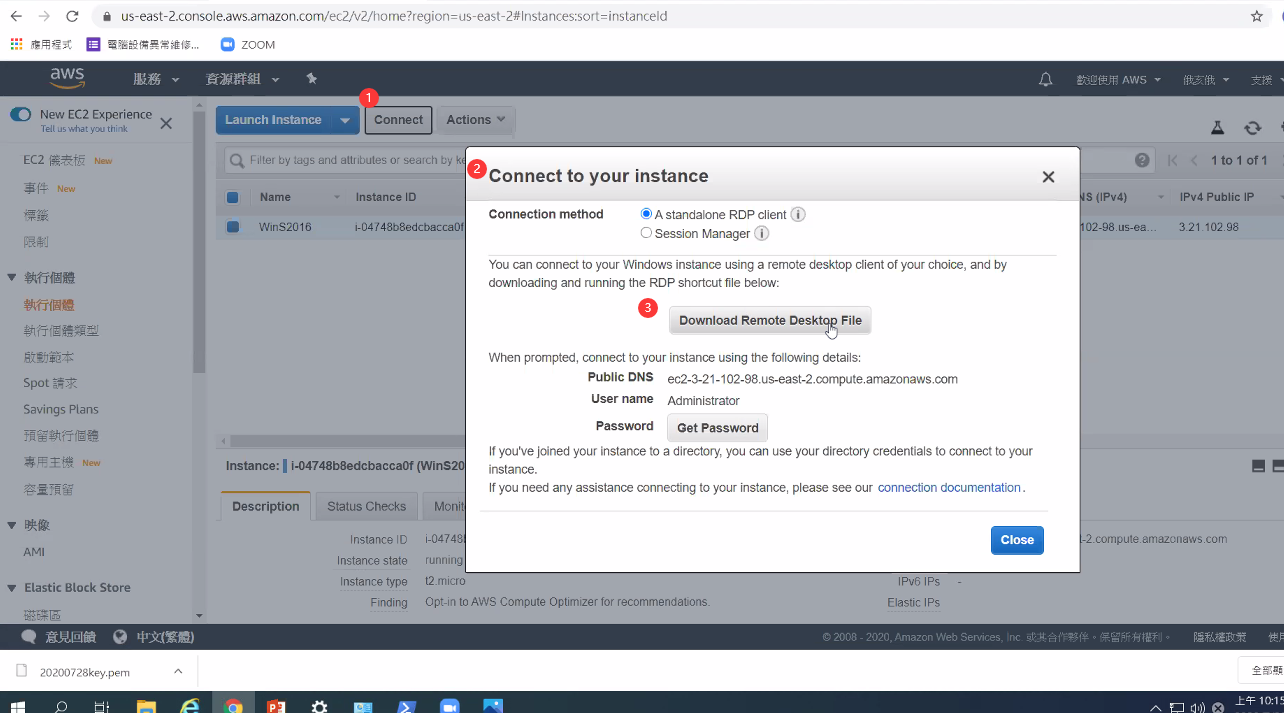 us-east-2.console.aws.amazon.com/ec2/v2/home?region=us-east-2#Instances:sort=instanceId
應用程式 電腦設備異常維修... ZOOM
aws 服務 資源群組 歡迎使用 AWS 俄亥俄 支援
New EC2 Experience
Tell us what you think
EC2 儀表板 New
事件 New
標籤
限制
執行個體
執行個體
執行個體類型
啟動範本
Spot 請求
Savings Plans
預留執行個體
專用主機 New
容量預留
映像
AMI
Elastic Block Store
磁碟區
1
Launch Instance Connect Actions
Filter by tags and attributes or search by ke
1 to 1 of 1
Name Instance ID NS (IPv4) IPv4 Public IP
WinS2016 i-04748b8edcbacca0f 102-98.us-ea... 3.21.102.98
2
Connect to your instance
Connection method A standalone RDP client
Session Manager
You can connect to your Windows instance using a remote desktop client of your choice, and by
downloading and running the RDP shortcut file below:
3
Download Remote Desktop File
When prompted, connect to your instance using the following details:
Public DNS ec2-3-21-102-98.us-east-2.compute.amazonaws.com
User name Administrator
Password Get Password
If you've joined your instance to a directory, you can use your directory credentials to connect to your
instance.
If you need any assistance connecting to your instance, please see our connection documentation.
Close
Instance: i-04748b8edcbacca0f (WinS20
Description Status Checks Monit
Instance ID i-04748 t-2.compute.amazonaws.com
Instance state running
Instance type t2.micro IPv6 IPs -
Finding Opt-in to AWS Compute Optimizer for recommendations. Elastic IPs
意見回饋 中文(繁體) © 2008 - 2020, Amazon Web Services, Inc. 或其合作夥伴。保留所有權利。 隱私權政策 使用
20200728key.pem 全部顯
上午 10:15